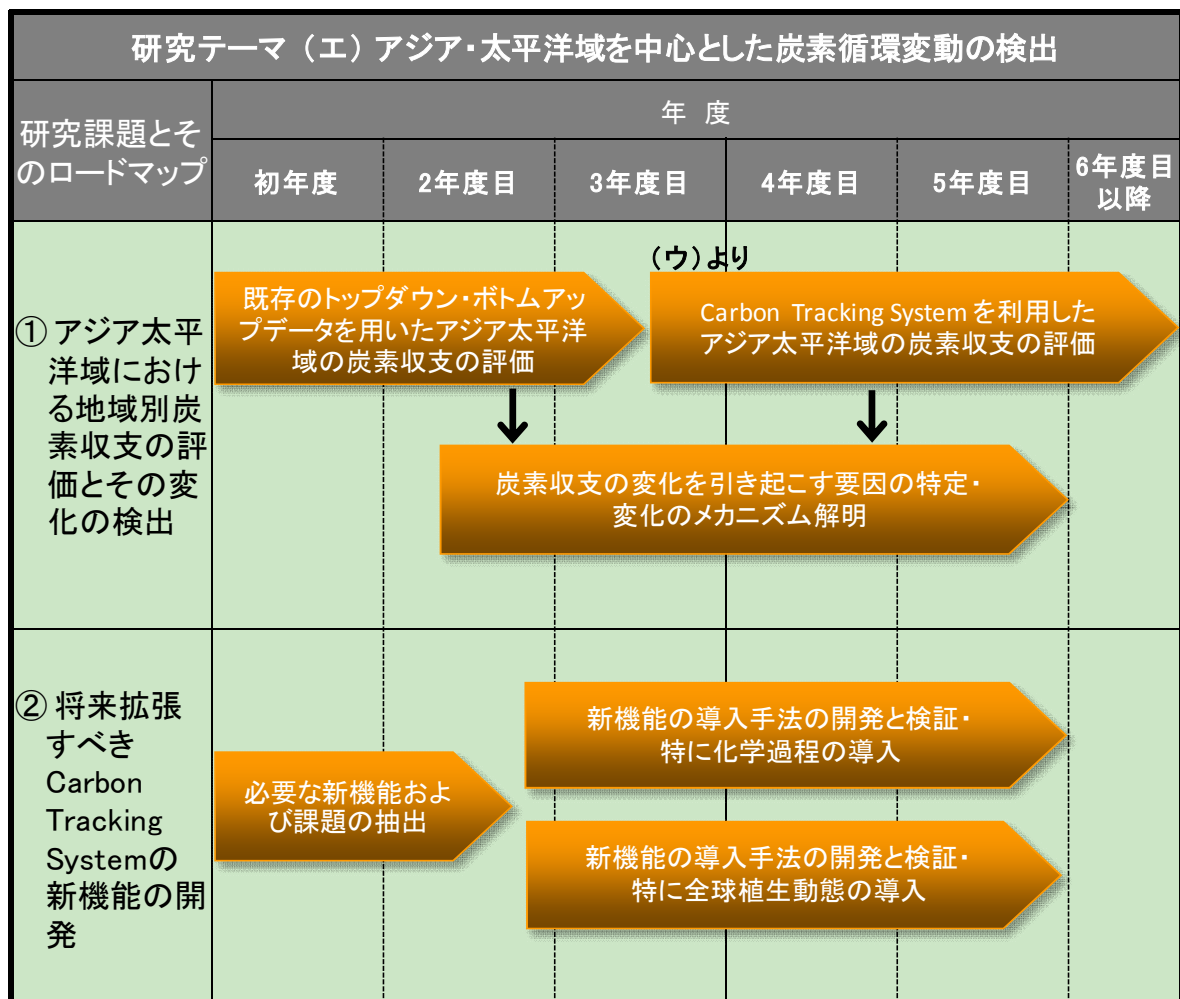 研究テーマ（エ）アジア・太平洋域を中心とした炭素循環変動の検出
研究課題とそ
のロードマップ
年 度
初年度
2年度目
3年度目
4年度目
5年度目
6年度目
以降
① アジア太平
洋域におけ
る地域別炭
素収支の評
価とその変
化の検出
既存のトップダウン・ボトムアッ
プデータを用いたアジア太平洋
域の炭素収支の評価
（ウ）より
Carbon Tracking System を利用した
アジア太平洋域の炭素収支の評価
炭素収支の変化を引き起こす要因の特定・
変化のメカニズム解明
② 将来拡張
すべき
Carbon
Tracking
Systemの
新機能の開
発
必要な新機能およ
び課題の抽出
新機能の導入手法の開発と検証・
特に化学過程の導入
新機能の導入手法の開発と検証・
特に全球植生動態の導入